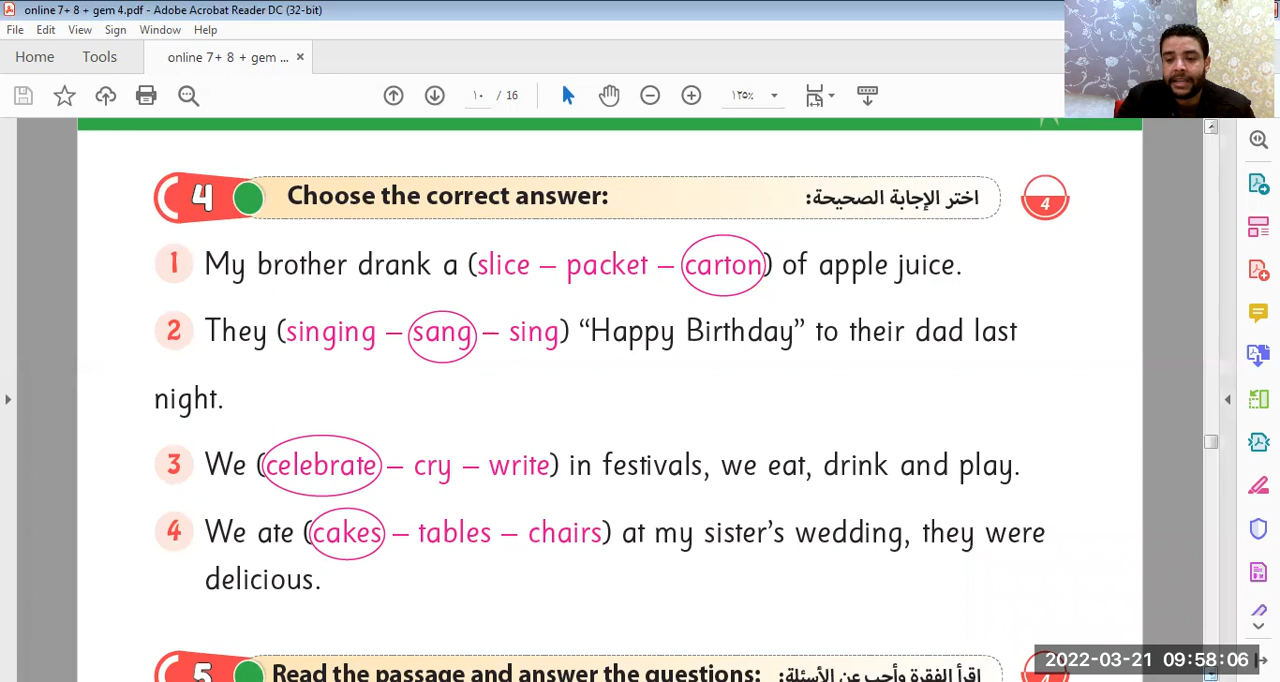 online 7+ 8 + gem 4.pdf - Adobe Acrobat Reader DC (32-bit)
File Edit View Sign Window Help
Home Tools online 7+ 8 + gem ... ×
١٠ / 16 ١٢٥%
4 Choose the correct answer: اختر الإجابة الصحيحة: 4
1 My brother drank a (slice – packet – carton) of apple juice.
2 They (singing – sang – sing) “Happy Birthday” to their dad last
night.
3 We (celebrate – cry – write) in festivals, we eat, drink and play.
4 We ate (cakes – tables – chairs) at my sister’s wedding, they were
delicious.
5 Read the passage and answer the questions: اقرأ الفقرة وأجب عن الأسئلة:
2022-03-21 09:58:06